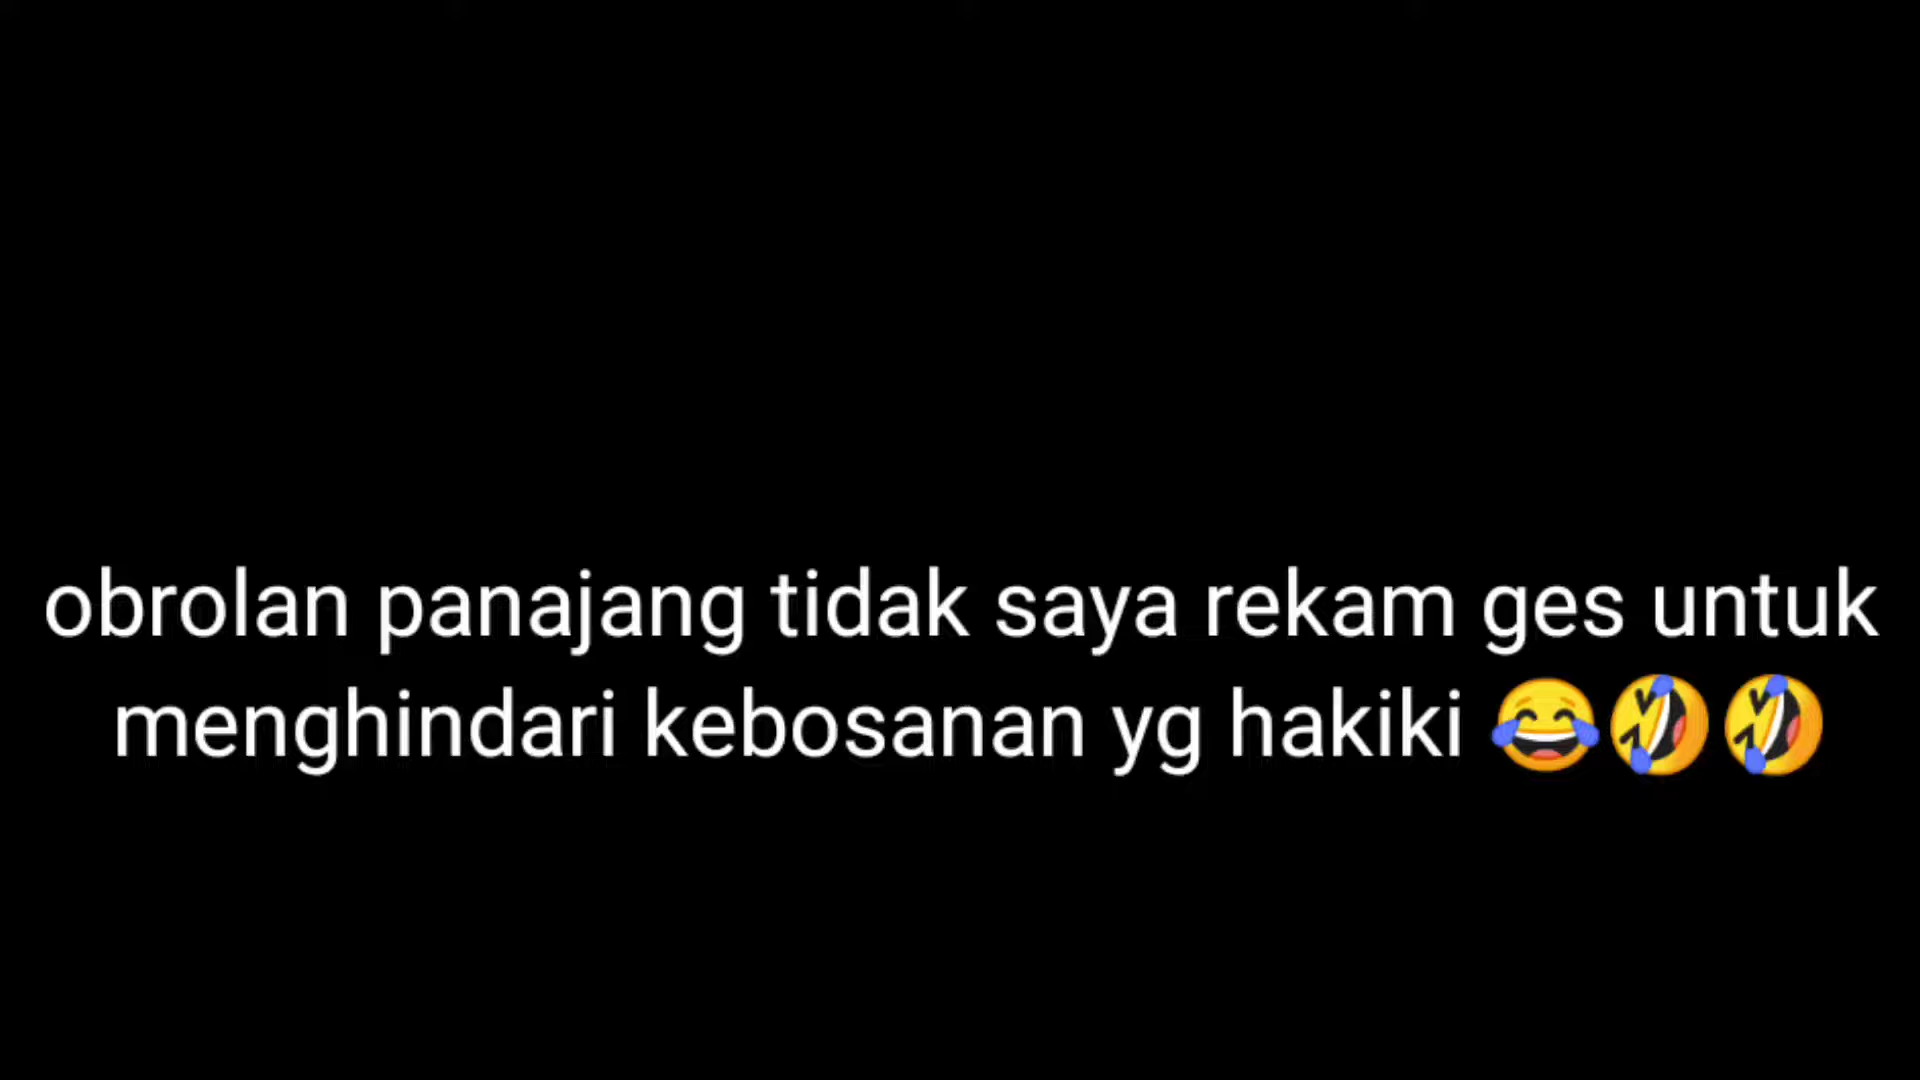 obrolan panajang tidak saya rekam ges untuk
menghindari kebosanan yg hakiki 😂🤣🤣